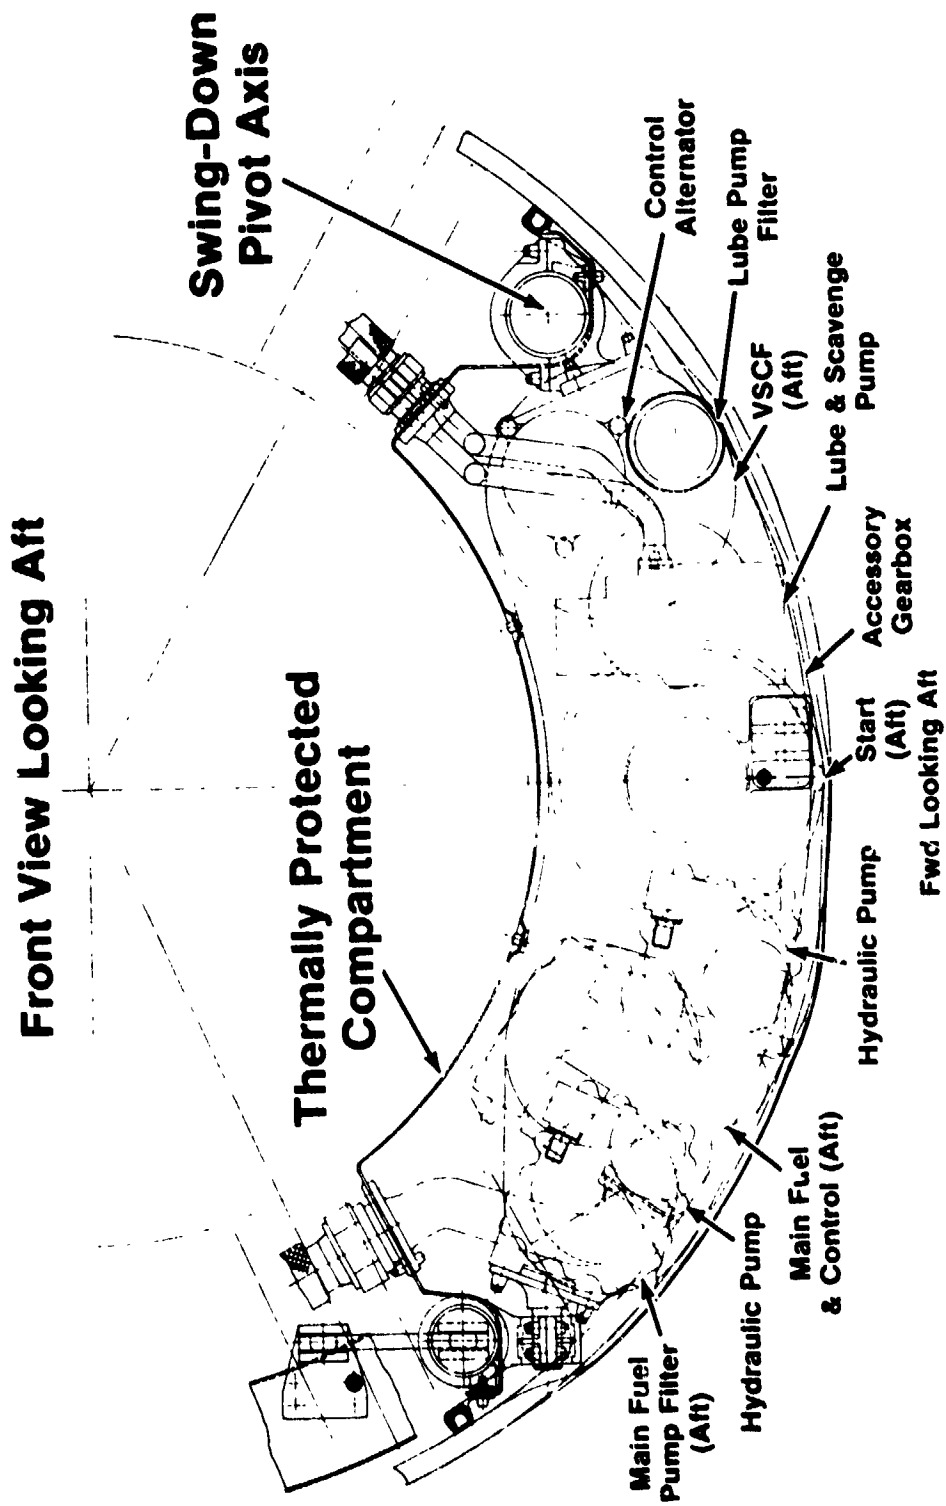 Front View Looking Aft
Swing-Down
Pivot Axis
Thermally Protected
Compartment
Main Fuel
Pump Filter
(Aft)
Hydraulic Pump
Main Fuel
& Control (Aft)
Hydraulic Pump
Start
(Aft)
Fwd Looking Aft
Accessory
Gearbox
Lube & Scavenge
Pump
VSCF
(Aft)
Lube Pump
Filter
Control
Alternator